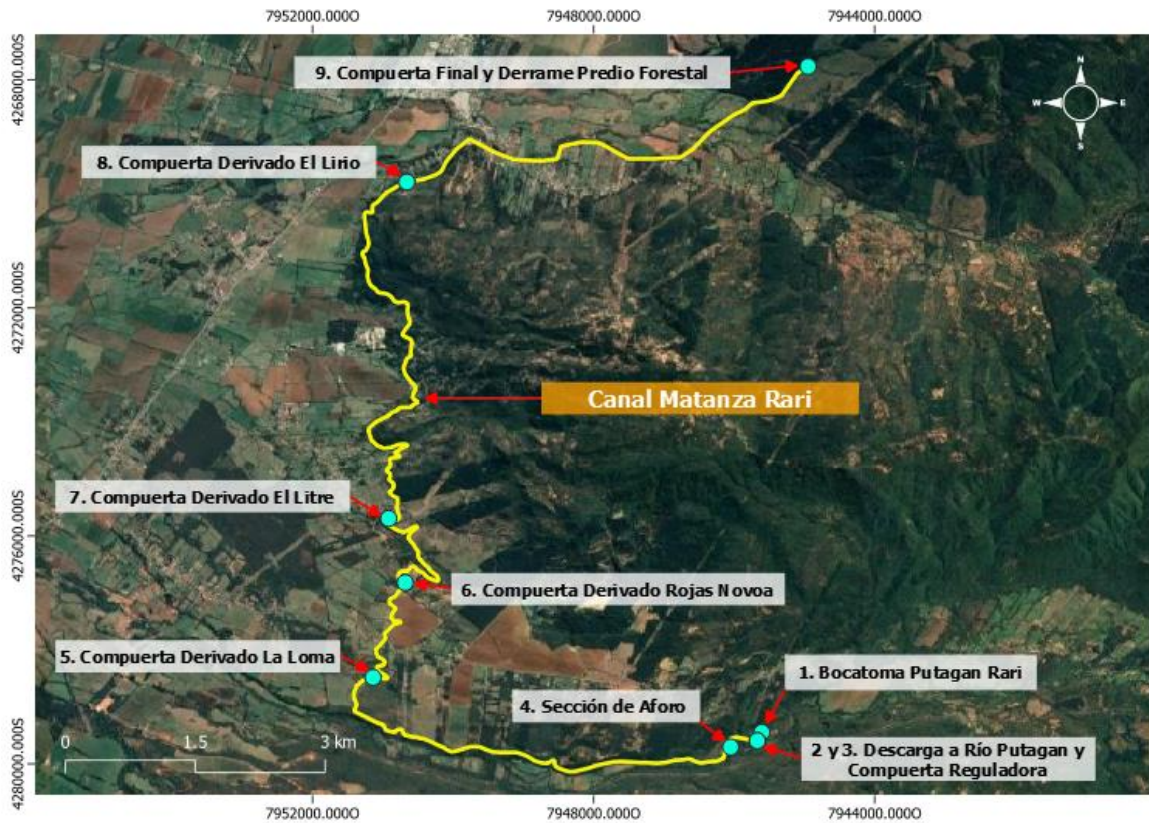 7952000.0000
7948000.0000
7944000.0000
4268000.000S
4272000.000S
4276000.000S
4280000.000S
9. Compuerta Final y Derrame Predio Forestal
N
W
E
S
8. Compuerta Derivado El Lirio
Canal Matanza Rari
7. Compuerta Derivado El Litre
6. Compuerta Derivado Rojas Novoa
5. Compuerta Derivado La Loma
1. Bocatoma Putagan Rari
4. Sección de Aforo
2 y 3. Descarga a Río Putagan y
Compuerta Reguladora
0
1.5
3 km
7952000.000O
7948000.000O
7944000.000O